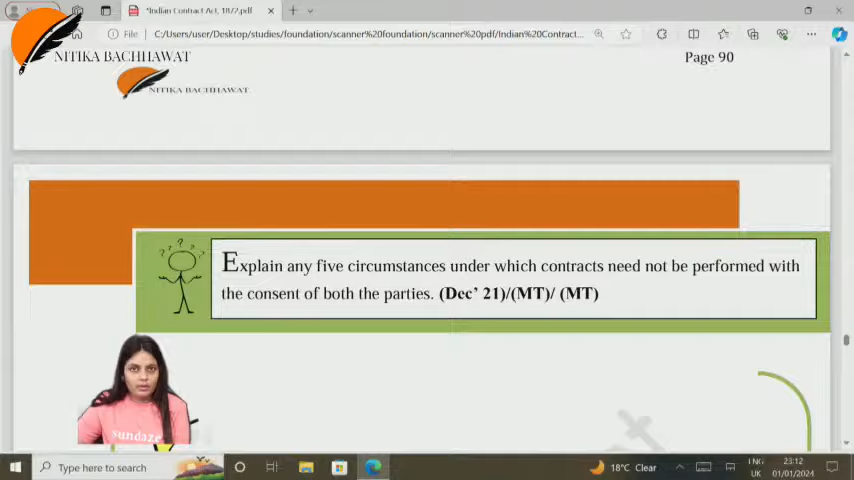 *Indian Contract Act, 1872.pdf
File
C:/Users/user/Desktop/studies/foundation/scanner%20foundation/scanner%20pdf/Indian%20Contract...
NITIKA BACHHAWAT
Page 90
NITIKA BACHHAWAT
Explain any five circumstances under which contracts need not be performed with
the consent of both the parties. (Dec' 21)/(MT)/ (MT)
sundaze
Type here to search
18°C Clear
ENG
UK
23:12
01/01/2024